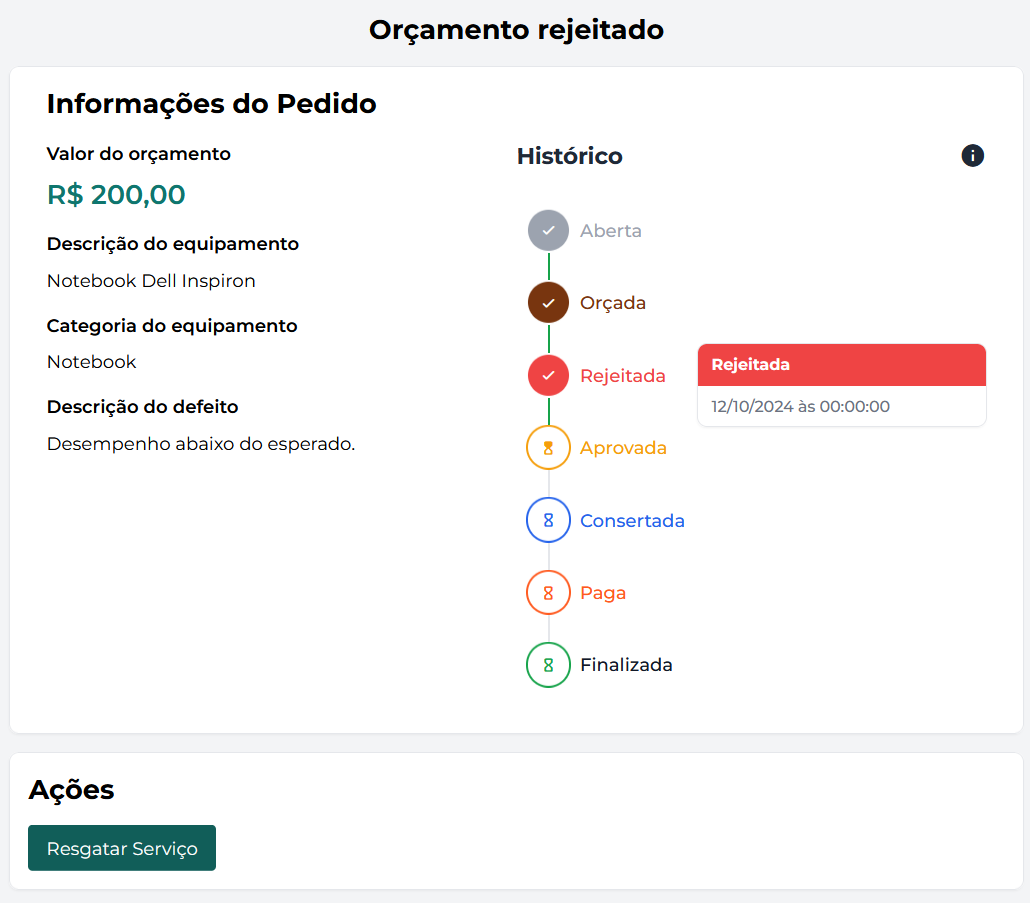 Orçamento rejeitado
Informações do Pedido
Valor do orçamento
R$ 200,00
Descrição do equipamento
Notebook Dell Inspiron
Categoria do equipamento
Notebook
Descrição do defeito
Desempenho abaixo do esperado.
Histórico
Aberta
Orçada
Rejeitada
Rejeitada
12/10/2024 às 00:00:00
Aprovada
Consertada
Paga
Finalizada
Ações
Resgatar Serviço